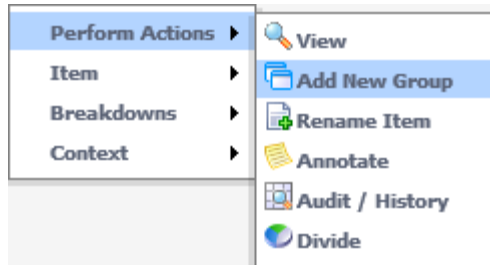 Perform Actions
Item
Breakdowns
Context
View
Add New Group
Rename Item
Annotate
Audit / History
Divide